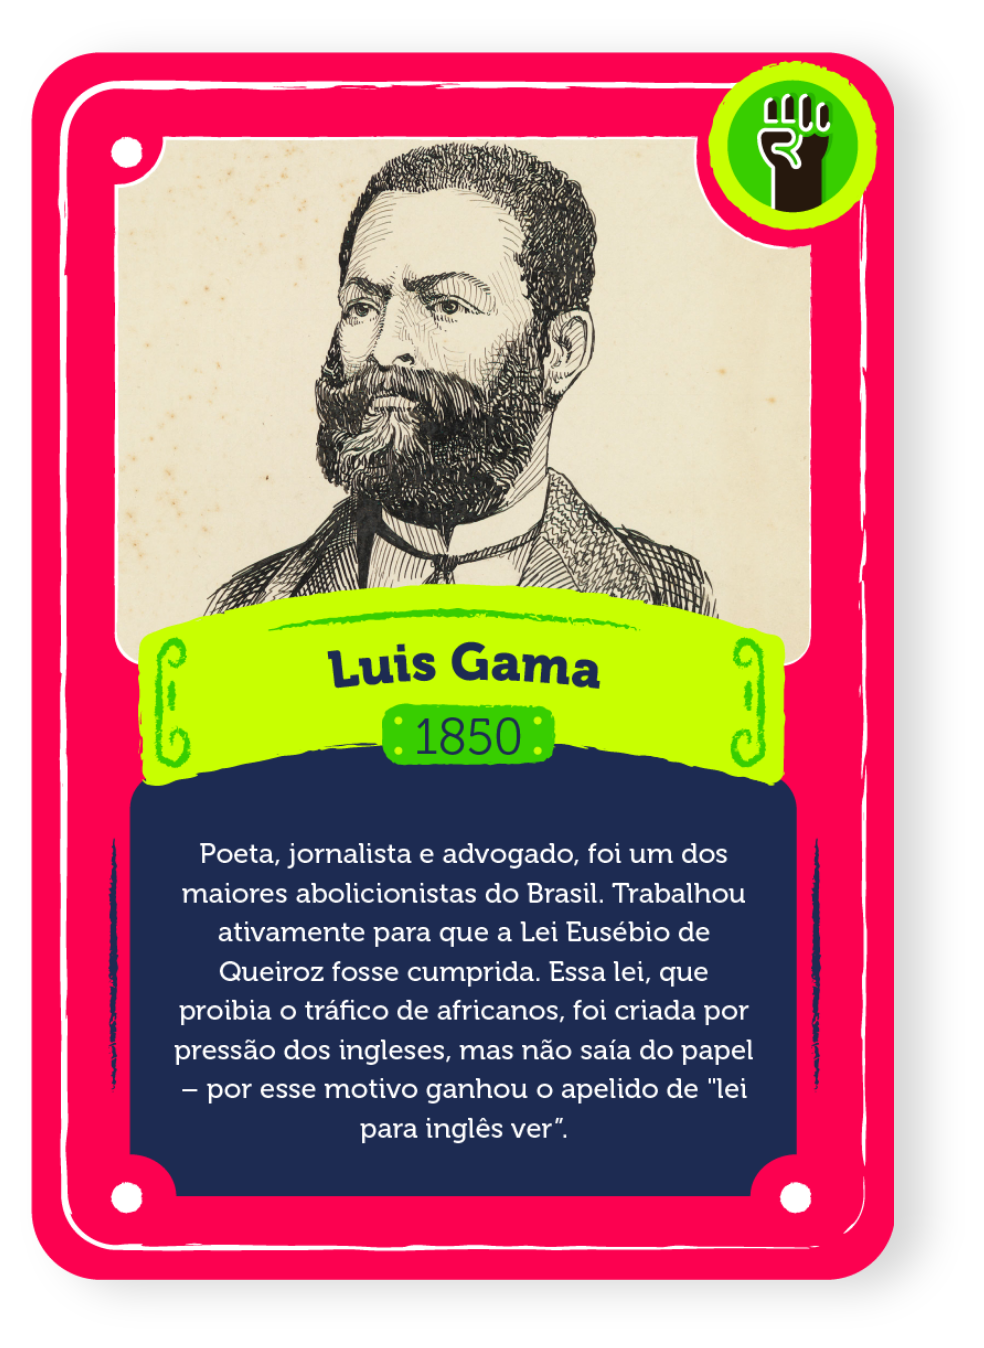 Luis Gama
1850
Poeta, jornalista e advogado, foi um dos
maiores abolicionistas do Brasil. Trabalhou
ativamente para que a Lei Eusébio de
Queiroz fosse cumprida. Essa lei, que
proibia o tráfico de africanos, foi criada por
pressão dos ingleses, mas não saía do papel
– por esse motivo ganhou o apelido de "lei
para inglês ver”.